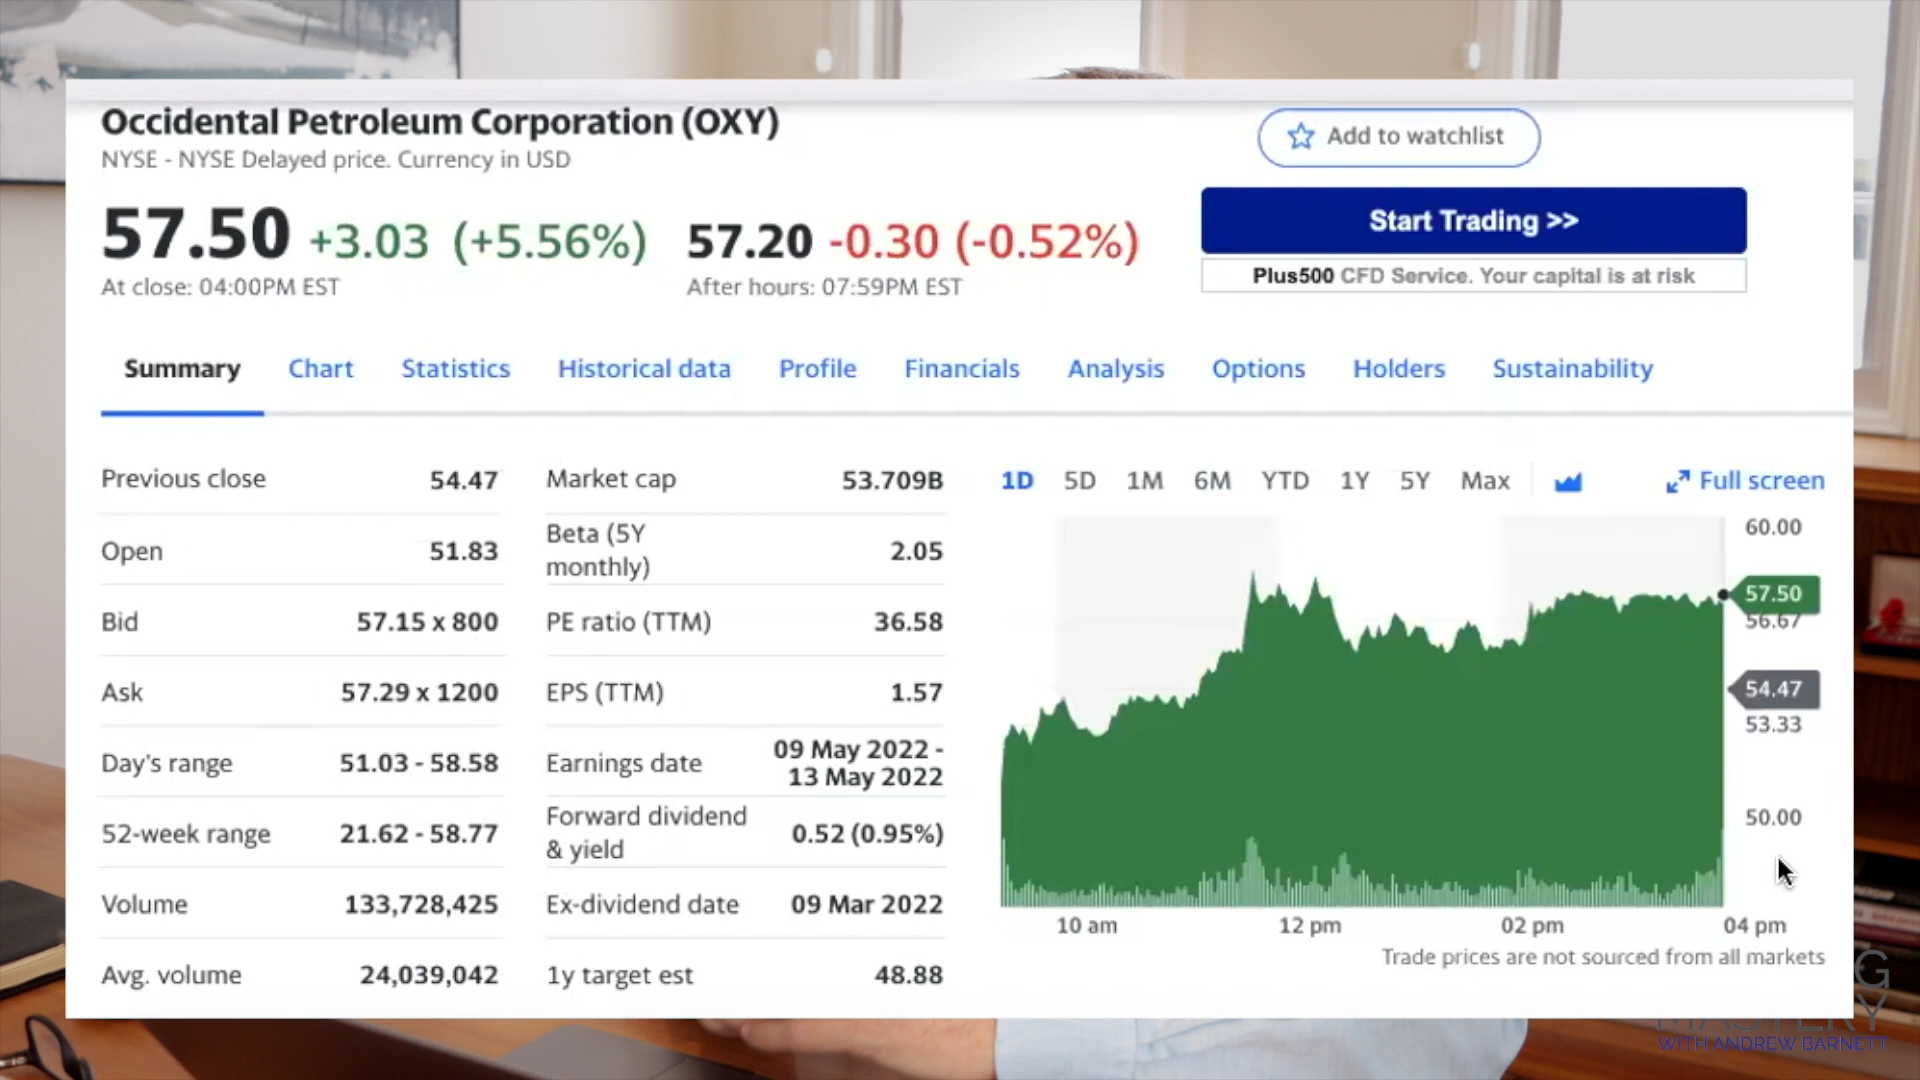 Occidental Petroleum Corporation (OXY)
NYSE - NYSE Delayed price. Currency in USD
Add to watchlist
57.50 +3.03 (+5.56%) 57.20 -0.30 (-0.52%)
At close: 04:00PM EST After hours: 07:59PM EST
Start Trading >>
Plus500 CFD Service. Your capital is at risk
Summary Chart Statistics Historical data Profile Financials Analysis Options Holders Sustainability
Previous close 54.47
Open 51.83
Bid 57.15 x 800
Ask 57.29 x 1200
Day's range 51.03 - 58.58
52-week range 21.62 - 58.77
Volume 133,728,425
Avg. volume 24,039,042
Market cap 53.709B
Beta (5Y
monthly) 2.05
PE ratio (TTM) 36.58
EPS (TTM) 1.57
Earnings date 09 May 2022 -
13 May 2022
Forward dividend
& yield 0.52 (0.95%)
Ex-dividend date 09 Mar 2022
1y target est 48.88
1D 5D 1M 6M YTD 1Y 5Y Max Full screen
60.00
57.50
56.67
54.47
53.33
50.00
10 am 12 pm 02 pm 04 pm
Trade prices are not sourced from all markets
MASTERY
WITH ANDREW BARNETT